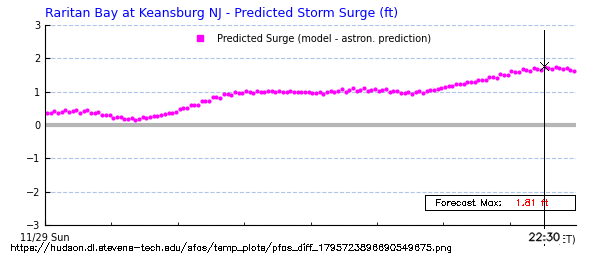 Raritan Bay at Keansburg NJ - Predicted Storm Surge (ft)
3
Predicted Surge (model - astron. prediction)
2
1
0
−1
−2
Forecast Max: 1.81 ft
−3
11/29 Sun 22:30 ET)
https://hudson.dl.stevens-tech.edu/sfas/temp_plots/pfas_diff_1795723896690549675.png